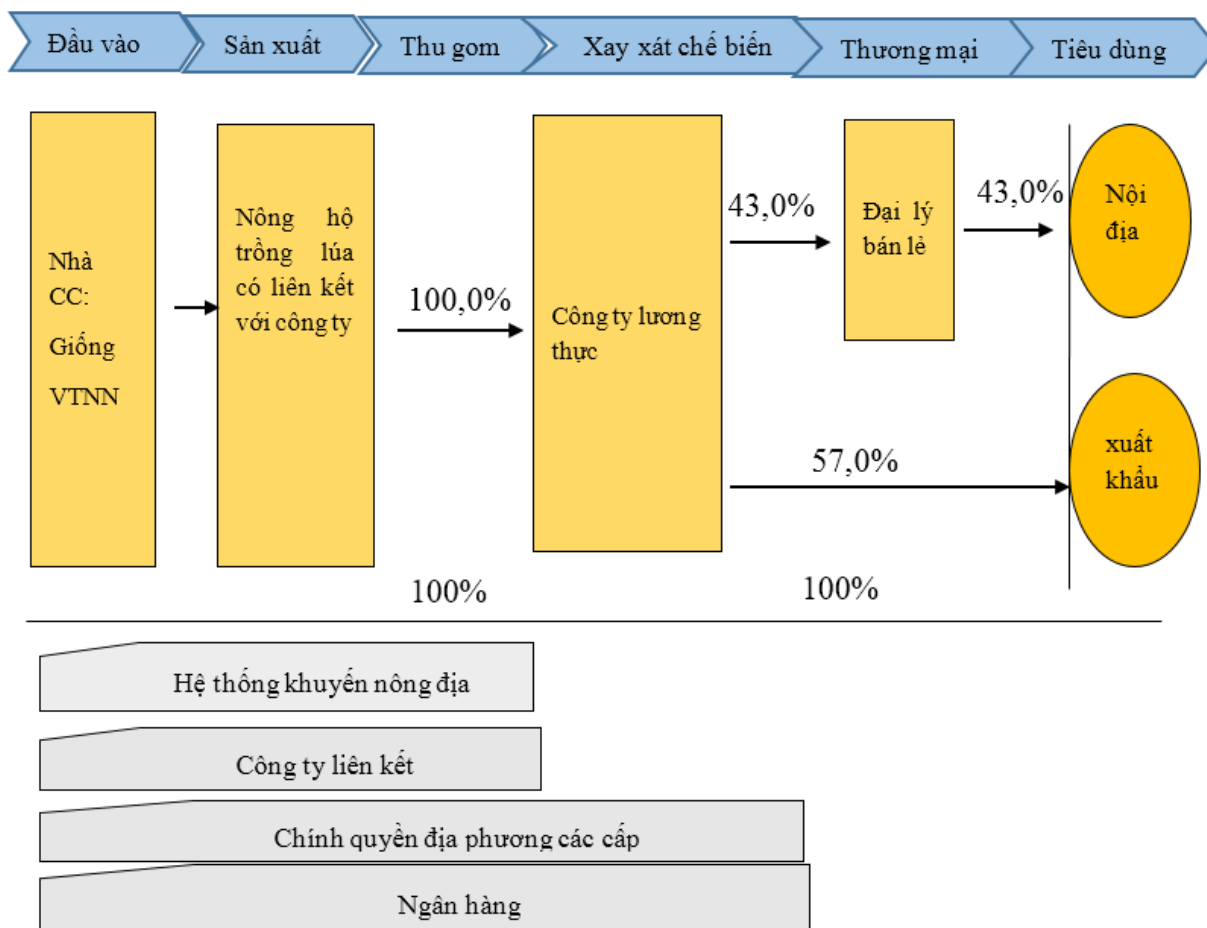 Đầu vào
Sản xuất
Thu gom
Xay xát chế biến
Thương mại
Tiêu dùng
Nhà
CC:
Giống
VTNN
Nông hộ
trồng lúa
có liên kết
với công ty
100,0%
Công ty lương
thực
43,0%
Đại lý
bán lẻ
43,0%
Nội
địa
57,0%
xuất
khẩu
100%
100%
Hệ thống khuyến nông địa
Công ty liên kết
Chính quyền địa phương các cấp
Ngân hàng